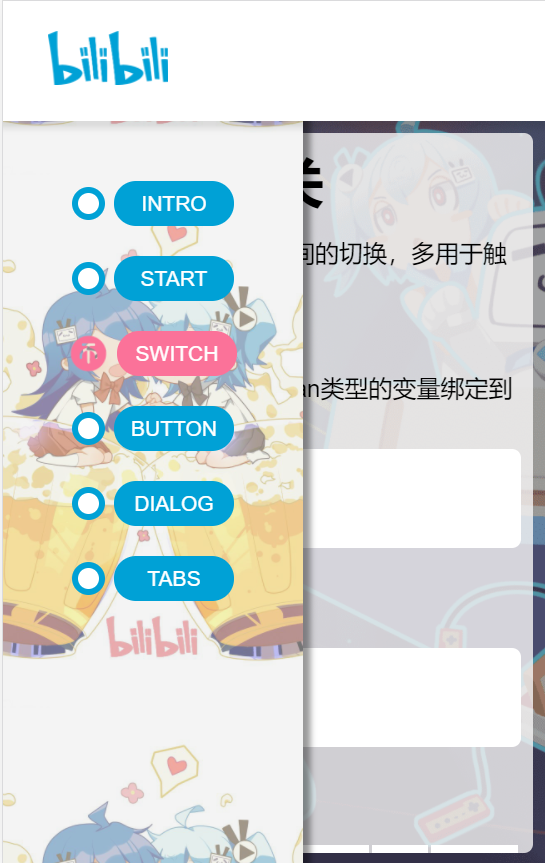 bilibili
INTRO
START
SWITCH
BUTTON
DIALOG
TABS
bilibili
关
间的切换，多用于触
an类型的变量绑定到